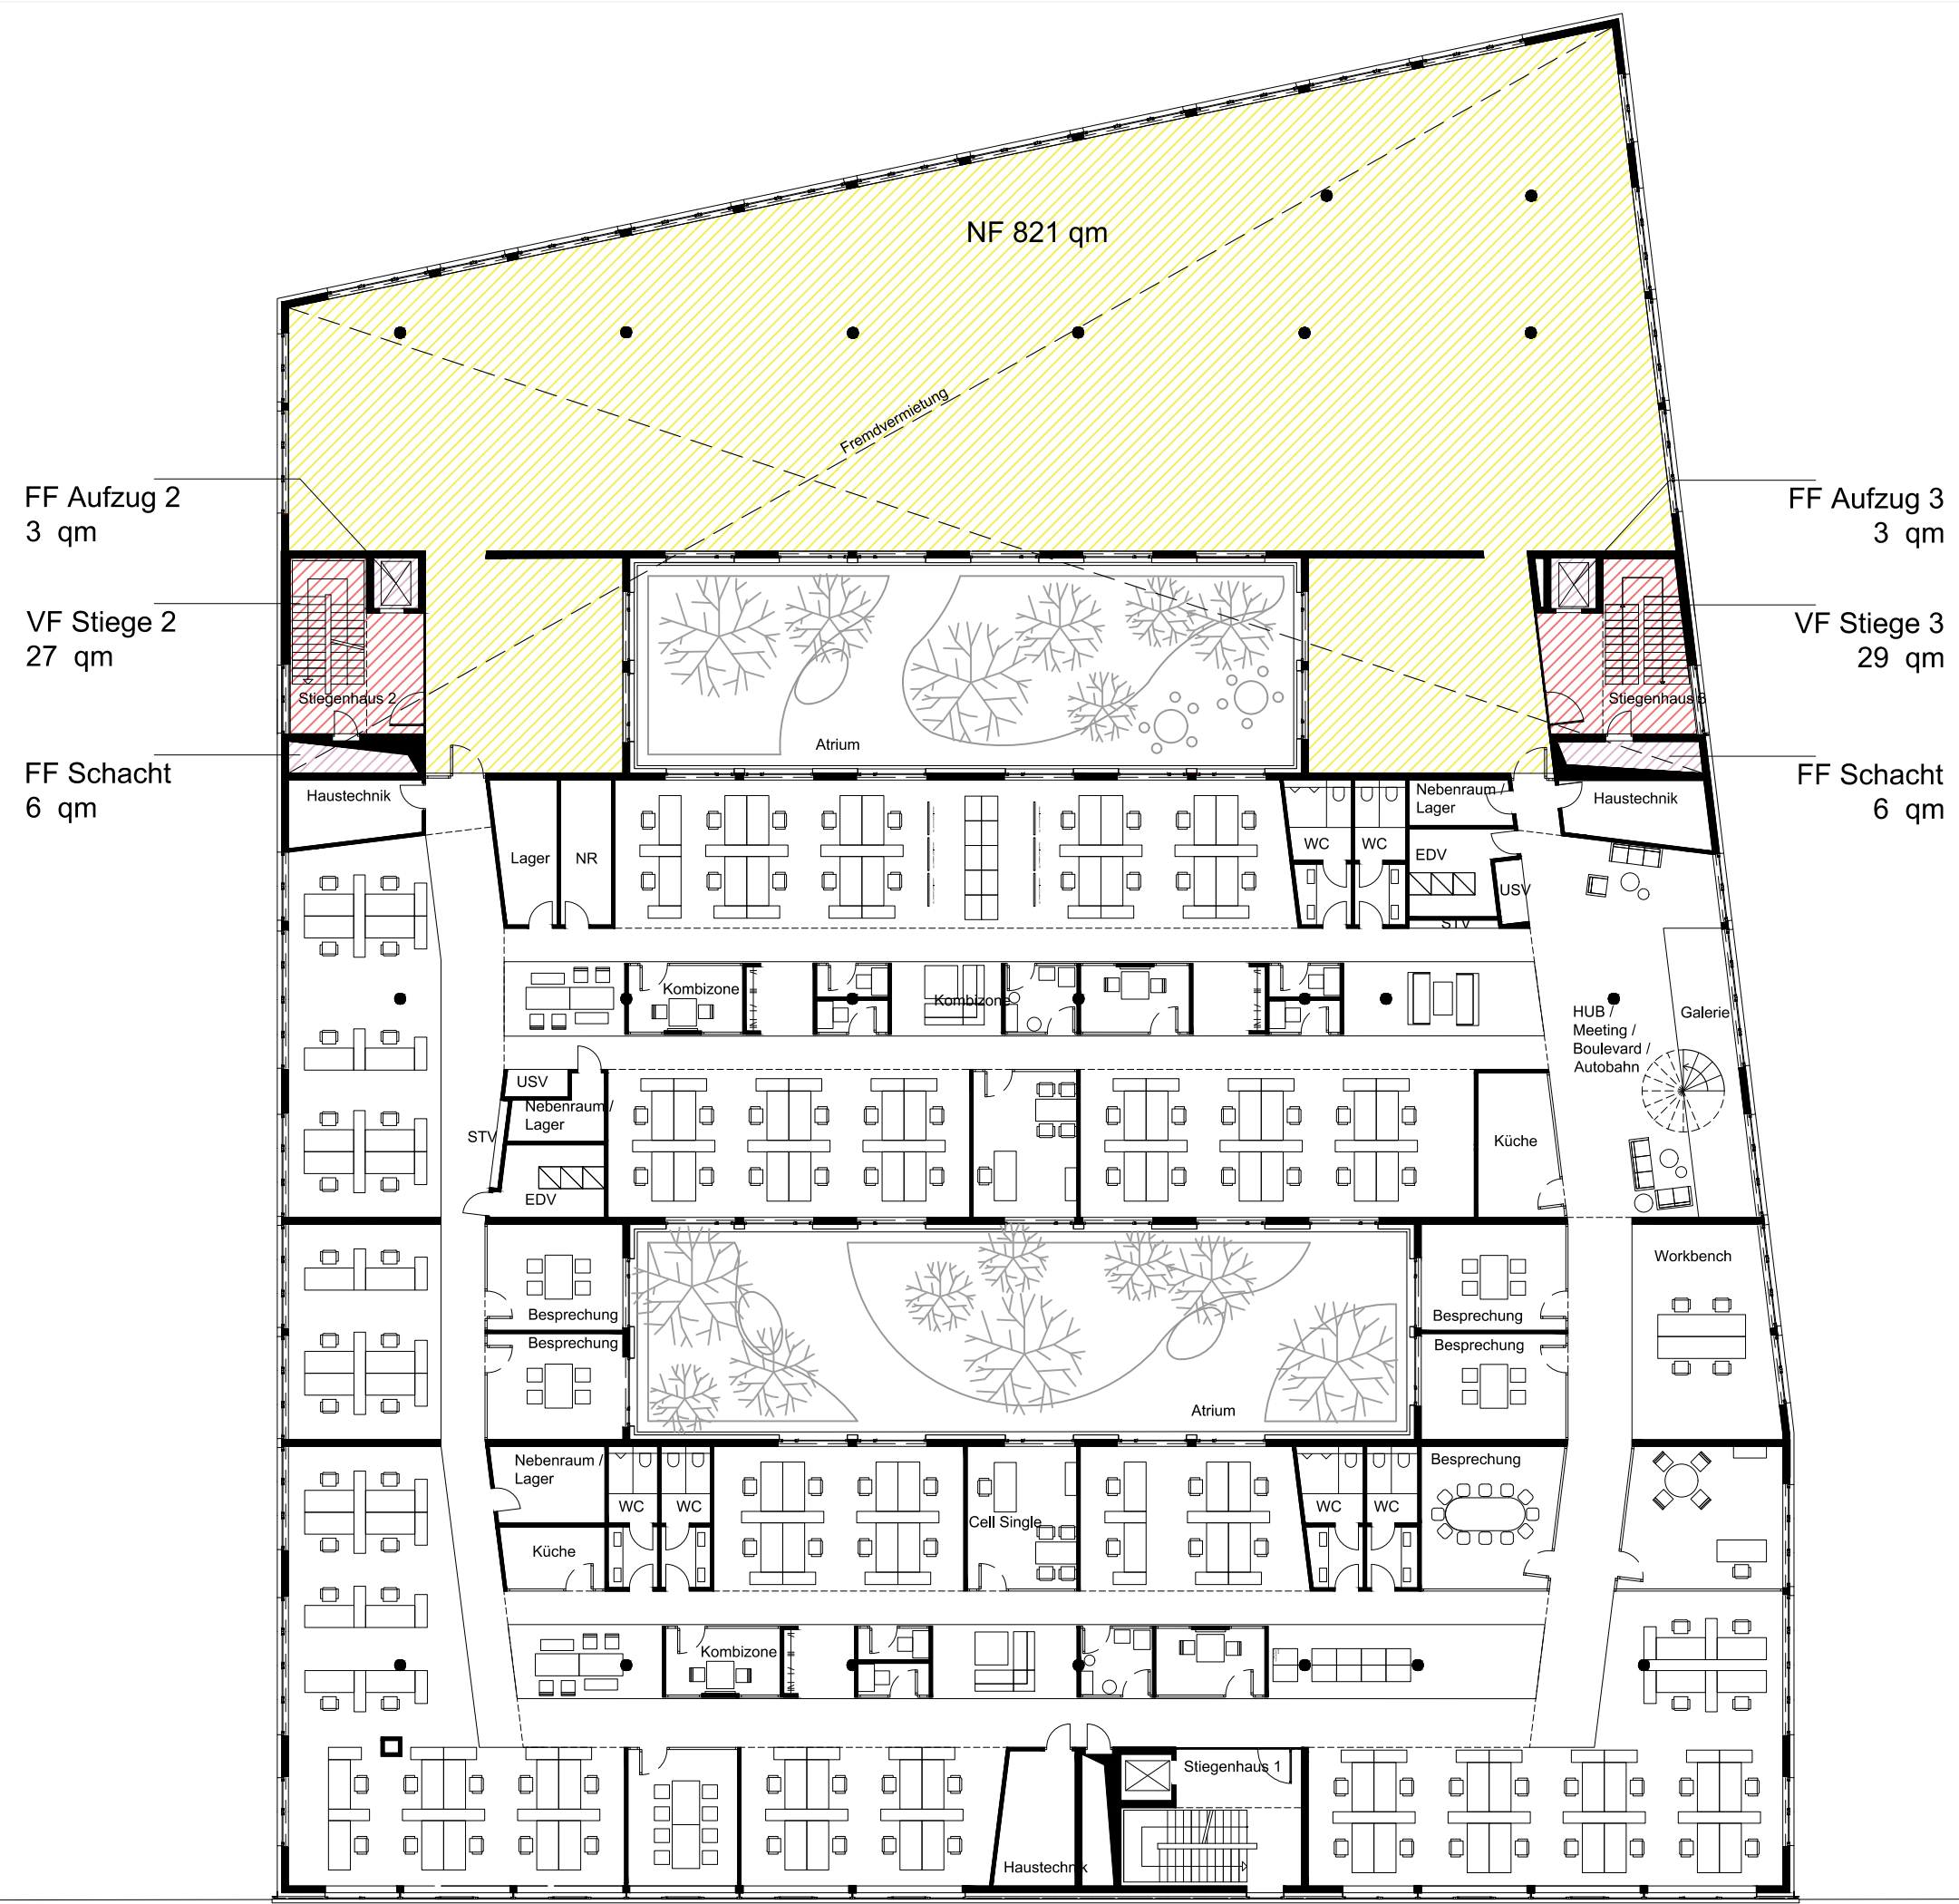 NF 821 qm
Fremdvermietung
FF Aufzug 2
3 qm
FF Aufzug 3
3 qm
VF Stiege 2
27 qm
VF Stiege 3
29 qm
Stiegenhaus 2
Stiegenhaus 3
Atrium
FF Schacht
6 qm
FF Schacht
6 qm
Haustechnik
Nebenraum /
Lager
Haustechnik
Lager
NR
WC
WC
EDV
USV
STV
Kombizone
Kombizone
HUB /
Meeting /
Boulevard /
Autobahn
Galerie
USV
Nebenraum /
Lager
STV
EDV
Küche
Besprechung
Besprechung
Besprechung
Besprechung
Workbench
Atrium
Nebenraum /
Lager
WC
WC
Küche
Cell Single
WC
WC
Besprechung
Kombizone
Stiegenhaus 1
Haustechnik